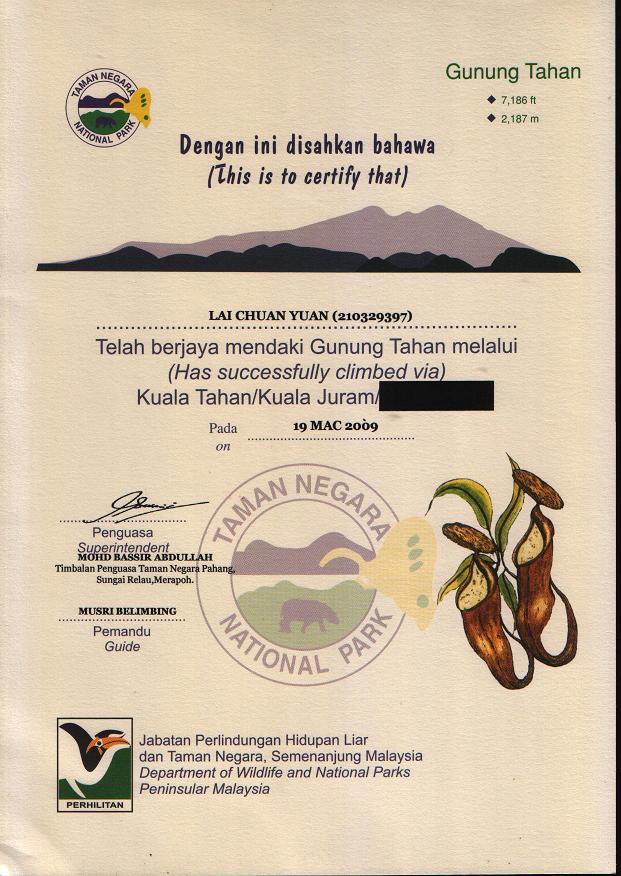 TAMAN NEGARA
NATIONAL PARK
Gunung Tahan
7,186 ft
2,187 m
Dengan ini disahkan bahawa
(This is to certify that)
LAI CHUAN YUAN (210329397)
Telah berjaya mendaki Gunung Tahan melalui
(Has successfully climbed via)
Kuala Tahan/Kuala Juram/
Pada 19 MAC 2009
on
TAMAN NEGARA
NATIONAL PARK
Penguasa
Superintendent
MOHD BASSIR ABDULLAH
Timbalan Penguasa Taman Negara Pahang,
Sungai Relau,Merapoh.
MUSRI BELIMBING
Pemandu
Guide
PERHILITAN
Jabatan Perlindungan Hidupan Liar
dan Taman Negara, Semenanjung Malaysia
Department of Wildlife and National Parks
Peninsular Malaysia